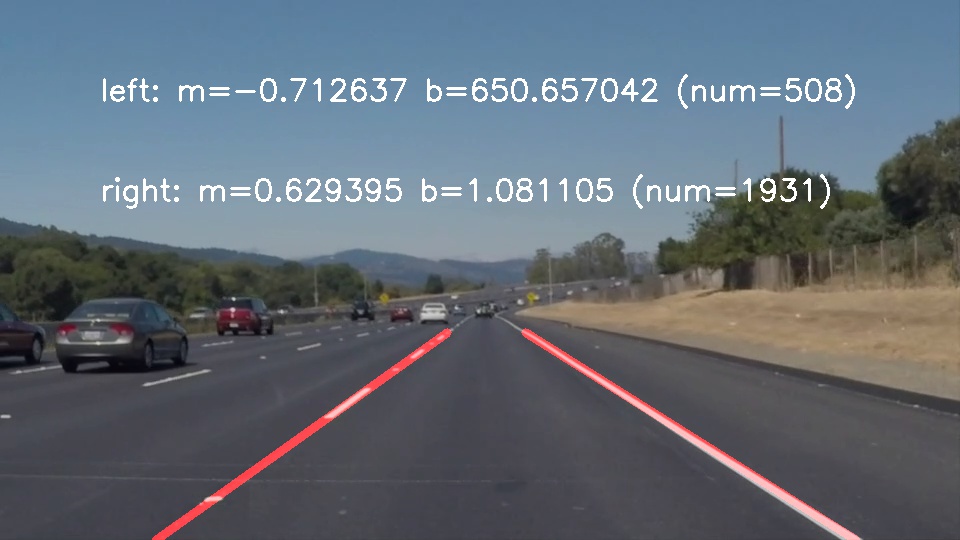 left: m=-0.712637 b=650.657042 (num=508)
right: m=0.629395 b=1.081105 (num=1931)